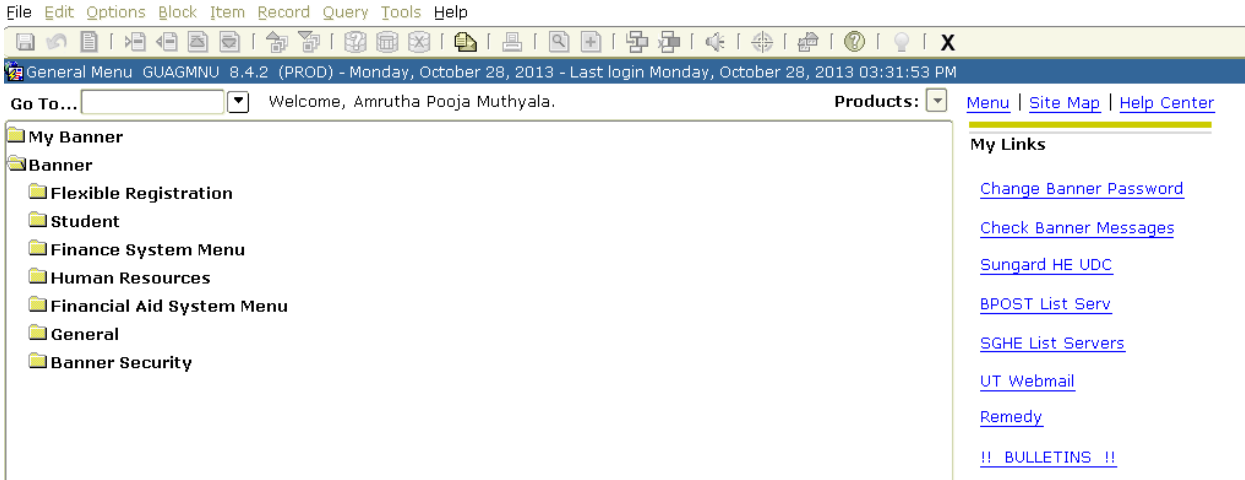 File Edit Options Block Item Record Query Tools Help
X
General Menu GUAGMNU 8.4.2 (PROD) - Monday, October 28, 2013 - Last login Monday, October 28, 2013 03:31:53 PM
Go To... Welcome, Amrutha Pooja Muthyala. Products: Menu | Site Map | Help Center
My Banner
Banner
Flexible Registration
Student
Finance System Menu
Human Resources
Financial Aid System Menu
General
Banner Security
My Links
Change Banner Password
Check Banner Messages
Sungard HE UDC
BPOST List Serv
SGHE List Servers
UT Webmail
Remedy
!! BULLETINS !!